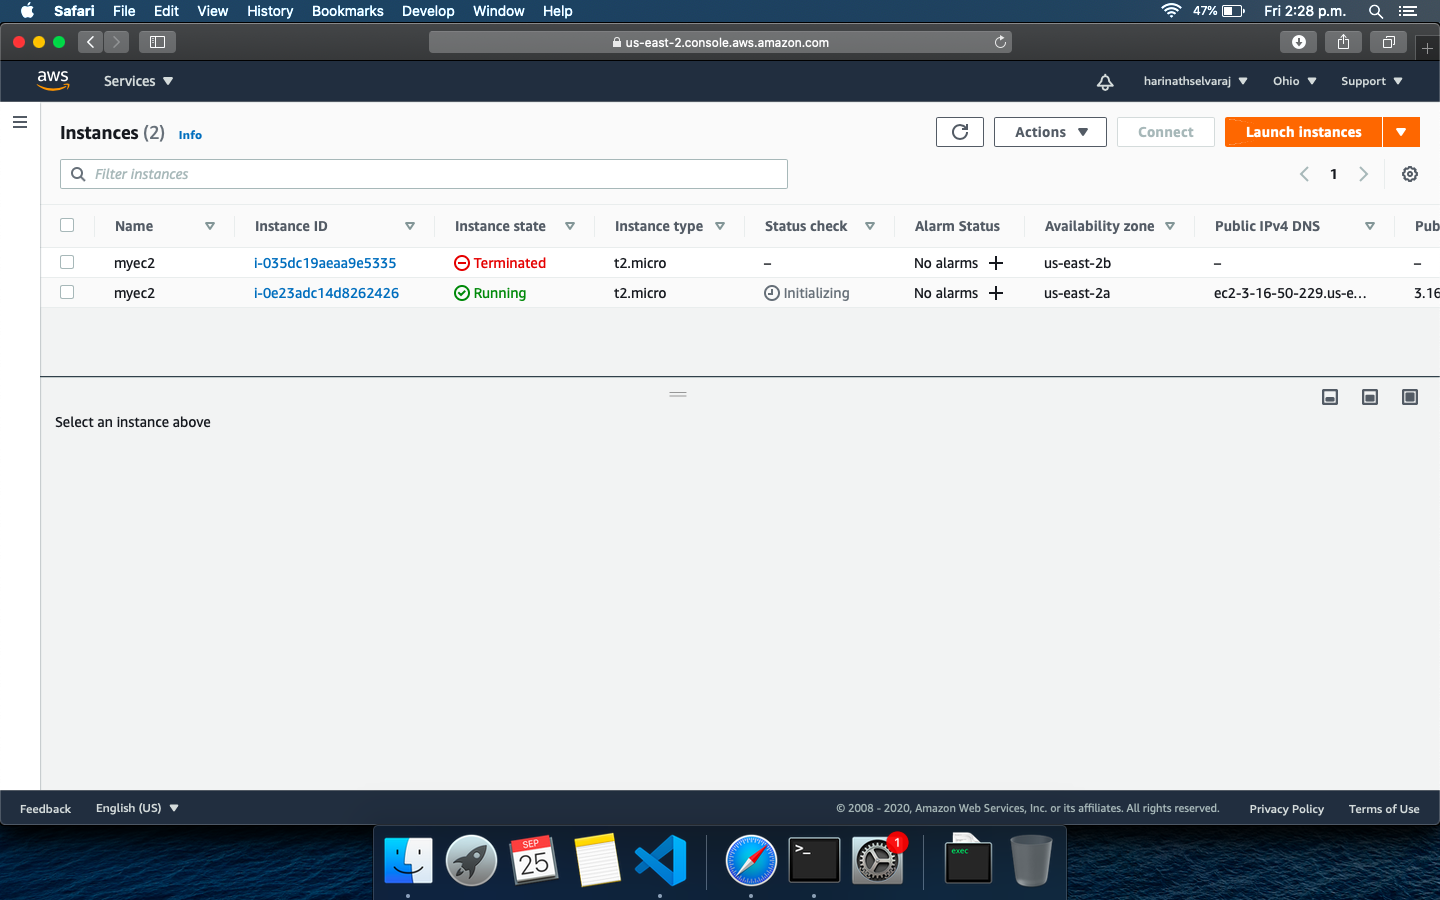 Safari File Edit View History Bookmarks Develop Window Help 47% Fri 2:28 p.m.
us-east-2.console.aws.amazon.com
aws Services harinathselvaraj Ohio Support
Instances (2) Info Actions Connect Launch instances
Filter instances 1
Name Instance ID Instance state Instance type Status check Alarm Status Availability zone Public IPv4 DNS Pub
myec2 i-035dc19aeaa9e5335 Terminated t2.micro – No alarms + us-east-2b – –
myec2 i-0e23adc14d8262426 Running t2.micro Initializing No alarms + us-east-2a ec2-3-16-50-229.us-e... 3.16
Select an instance above
Feedback English (US) © 2008 - 2020, Amazon Web Services, Inc. or its affiliates. All rights reserved. Privacy Policy Terms of Use
SEP
25
>_
1
exec